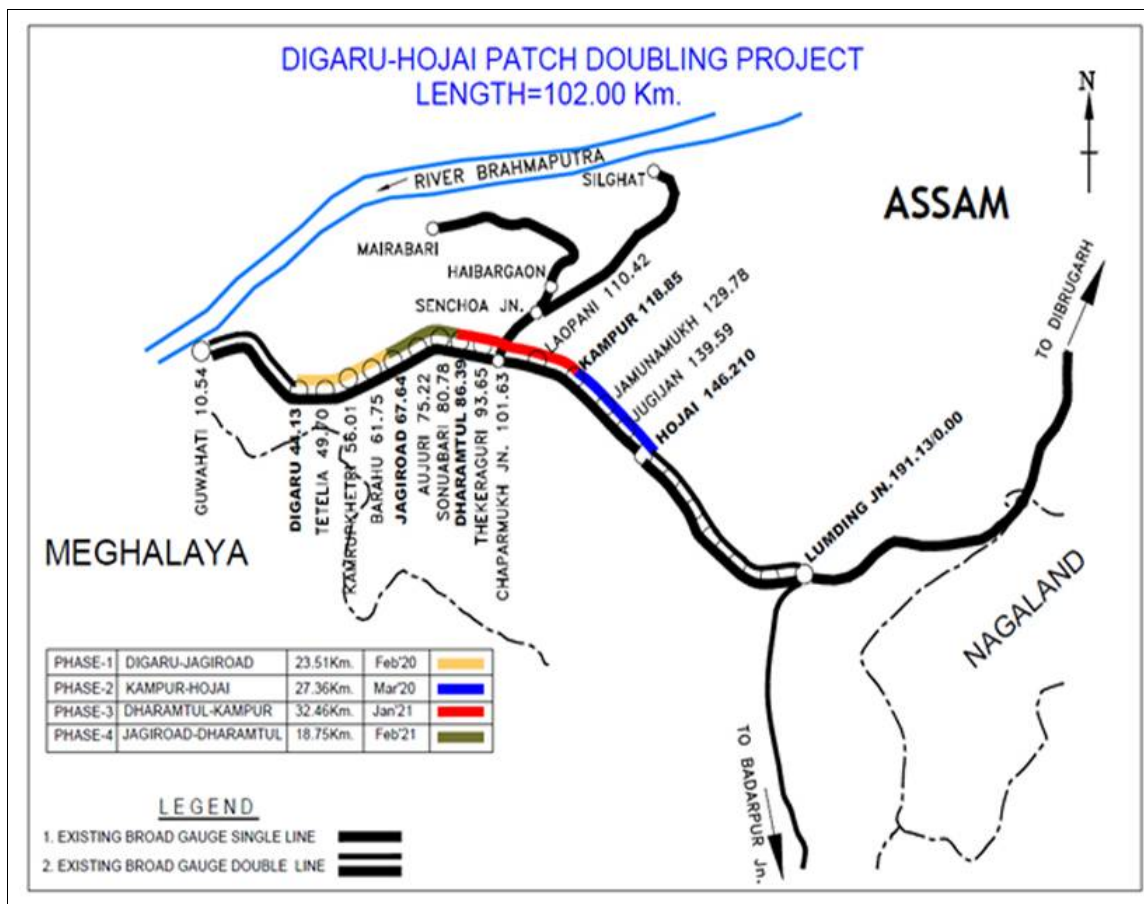 DIGARU-HOJAI PATCH DOUBLING PROJECT
LENGTH=102.00 Km.
N
RIVER BRAHMAPUTRA
SILGHAT
ASSAM
MAIRABARI
HAIBARGAON
SENCHOA JN.
LAOPANI 110.42
KAMPUR 118.85
JAMUNAMUKH 129.78
JUGIJAN 139.59
HOJAI 146.210
TO DIBRUGARH
GUWAHATI 10.54
DIGARU 44.13
TETELIA 49.70
KAMRUPKHETRI 56.01
BARAHU 61.75
JAGIROAD 67.64
AUJURI 75.22
SONUABARI 80.78
DHARAMTUL 86.39
THEKERAGURI 93.65
CHAPARMUKH JN. 101.63
LUMDING JN.191.13/0.00
MEGHALAYA
NAGALAND
PHASE-1 DIGARU-JAGIROAD 23.51Km. Feb'20
PHASE-2 KAMPUR-HOJAI 27.36Km. Mar'20
PHASE-3 DHARAMTUL-KAMPUR 32.46Km. Jan'21
PHASE-4 JAGIROAD-DHARAMTUL 18.75Km. Feb'21
TO BADARPUR Jn.
LEGEND
1. EXISTING BROAD GAUGE SINGLE LINE
2. EXISTING BROAD GAUGE DOUBLE LINE